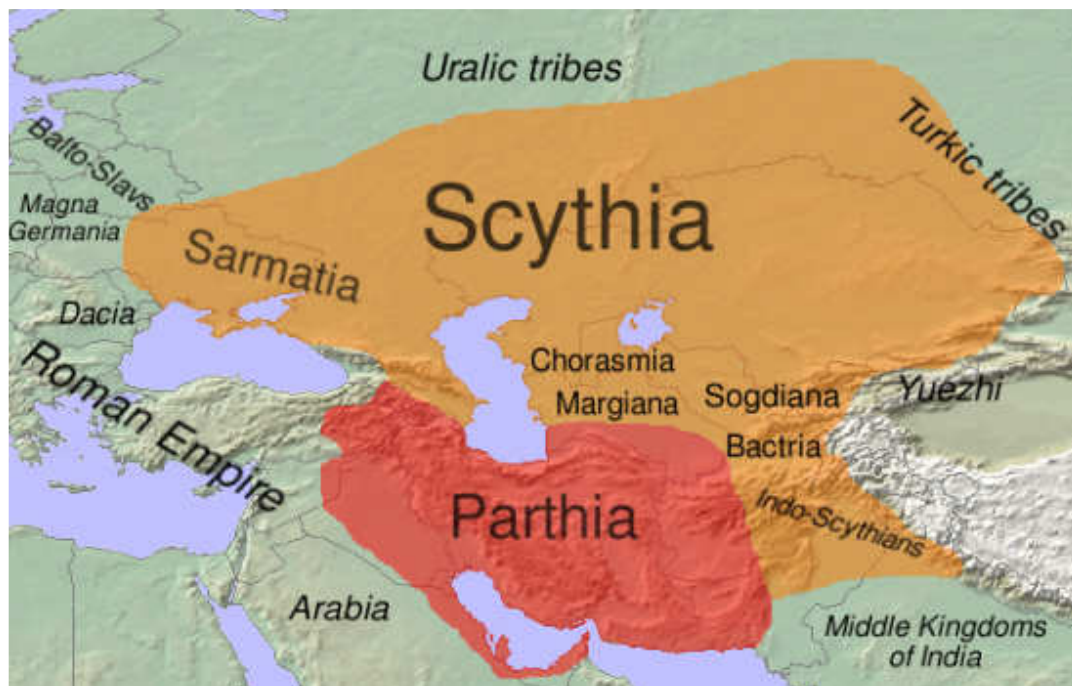 Uralic tribes
Turkic tribes
Balto-Slavs
Scythia
Magna
Germania
Sarmatia
Dacia
Roman Empire
Chorasmia
Margiana
Sogdiana
Yuezhi
Bactria
Parthia
Indo-Scythians
Arabia
Middle Kingdoms
of India